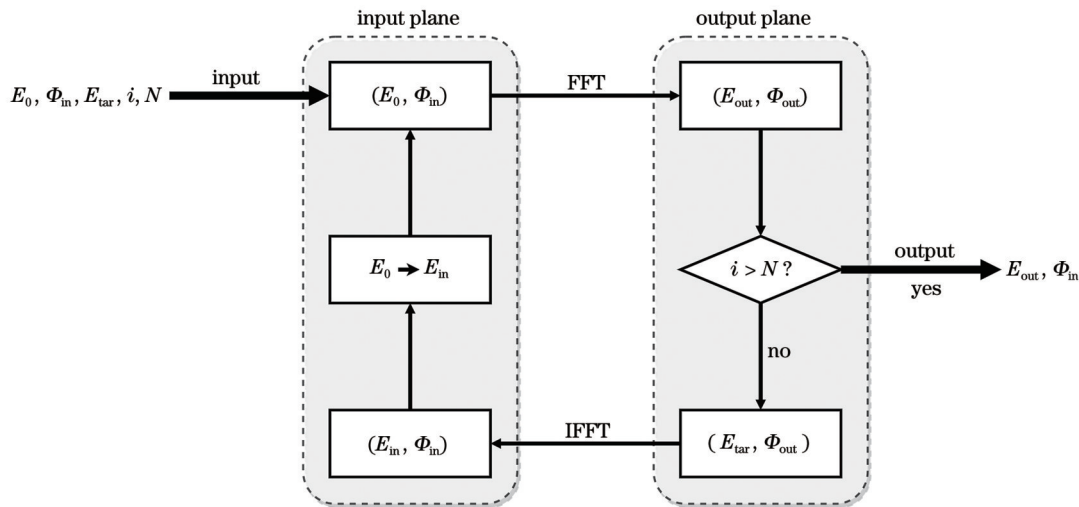 input plane
output plane
E₀, Φ_in, E_tar, i, N
input
(E₀, Φ_in)
FFT
(E_out, Φ_out)
E₀ → E_in
i > N ?
output
yes
E_out, Φ_in
no
(E_in, Φ_in)
IFFT
(E_tar, Φ_out)